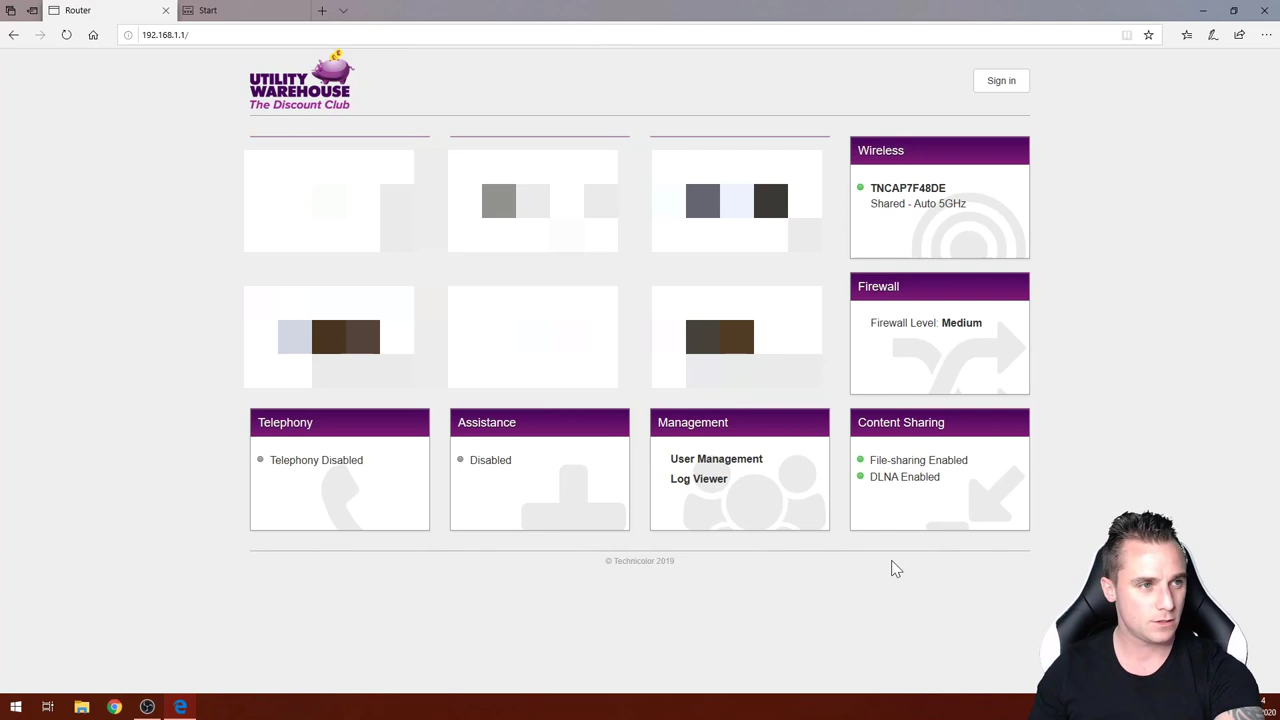 Router
Start
192.168.1.1/
UTILITY
WAREHOUSE
The Discount Club
Sign in
Wireless
TNCAP7F48DE
Shared - Auto 5GHz
Firewall
Firewall Level: Medium
Telephony
Telephony Disabled
Assistance
Disabled
Management
User Management
Log Viewer
Content Sharing
File-sharing Enabled
DLNA Enabled
© Technicolor 2019
4
2020